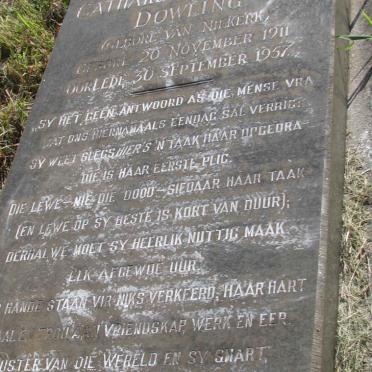 DOWLING
(GEBORE VAN NIEKERK)
GEBORE 20 NOVEMBER 1911
OORLEDE 30 SEPTEMBER 1957
„SY HET GEEN ANTWOORD AS DIE MENSE VRA
WAT ONS HIERNAMAALS EENDAG SAL VERRIG.
SY WEET SLEGS HIER'S 'N TAAK HAAR OPGEDRA
DIE IS HAAR EERSTE PLIG.
DIE LEWE-NIE DIE DOOD-SIEDAAR HAAR TAAK
(EN LEWE OP SY BESTE IS KORT VAN DUUR);
DERHALWE MOET SY HEERLIK NUTTIG MAAK
ELK AFGEWIJDE UUR.
HANDE STAAN VIR NIKS VERKEERD, HAAR HART
VRIENDSKAP, WERK EN EER.
VAN DIE WERELD EN SY SMART,